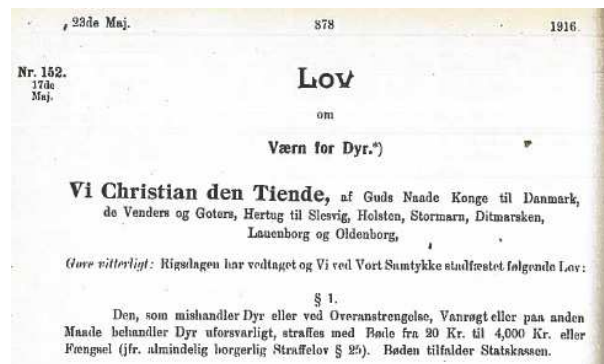 , 23de Maj. 878 1916.
Nr. 152.
17de
Maj.
Lov
om
Værn for Dyr.*)
Vi Christian den Tiende, af Guds Naade Konge til Danmark,
de Venders og Goters, Hertug til Slesvig, Holsten, Stormarn, Ditmarsken,
Lauenborg og Oldenborg,
Gøre vitterligt: Rigsdagen har vedtaget og Vi ved Vort Samtykke stadfæstet følgende Lov:
§ 1.
Den, som mishandler Dyr eller ved Overanstrengelse, Vanrøgt eller paa anden
Maade behandler Dyr uforsvarligt, straffes med Bøde fra 20 Kr. til 4,000 Kr. eller
Fængsel (jfr. almindelig borgerlig Straffelov § 25). Bøden tilfalder Statskassen.